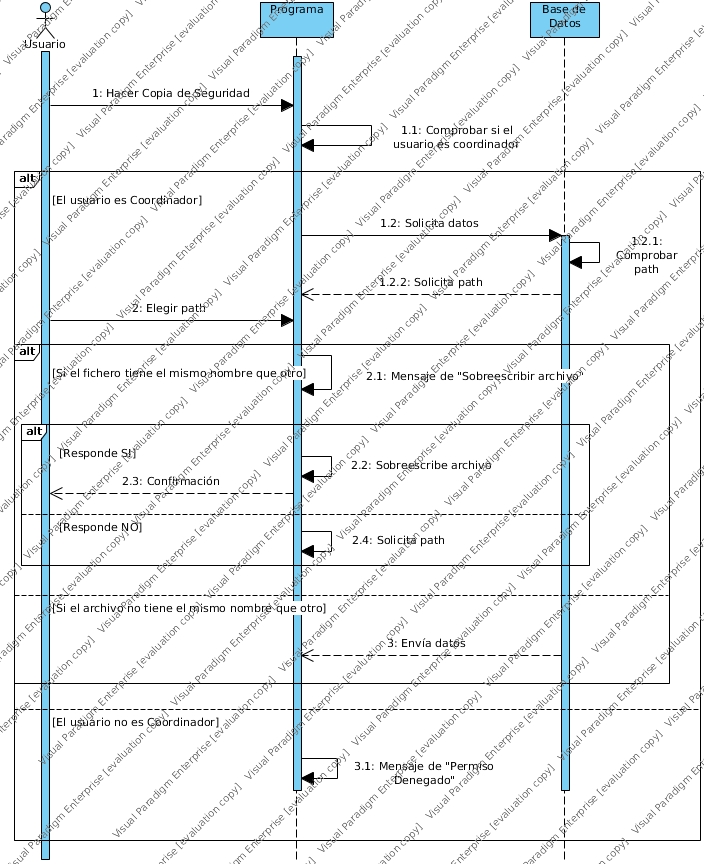 Programa
Base de
Datos
Usuario
1: Hacer Copia de Seguridad
1.1: Comprobar si el
usuario es coordinador
alt
[El usuario es Coordinador]
1.2: Solicita datos
1.2.1:
Comprobar
path
1.2.2: Solicita path
2: Elegir path
alt
[Si el fichero tiene el mismo nombre que otro]
2.1: Mensaje de "Sobreescribir archivo"
alt
[Responde SI]
2.2: Sobreescribe archivo
2.3: Confirmación
[Responde NO]
2.4: Solicita path
[Si el archivo no tiene el mismo nombre que otro]
3: Envía datos
[El usuario no es Coordinador]
3.1: Mensaje de "Permiso
Denegado"
Visual Paradigm Enterprise [evaluation copy]